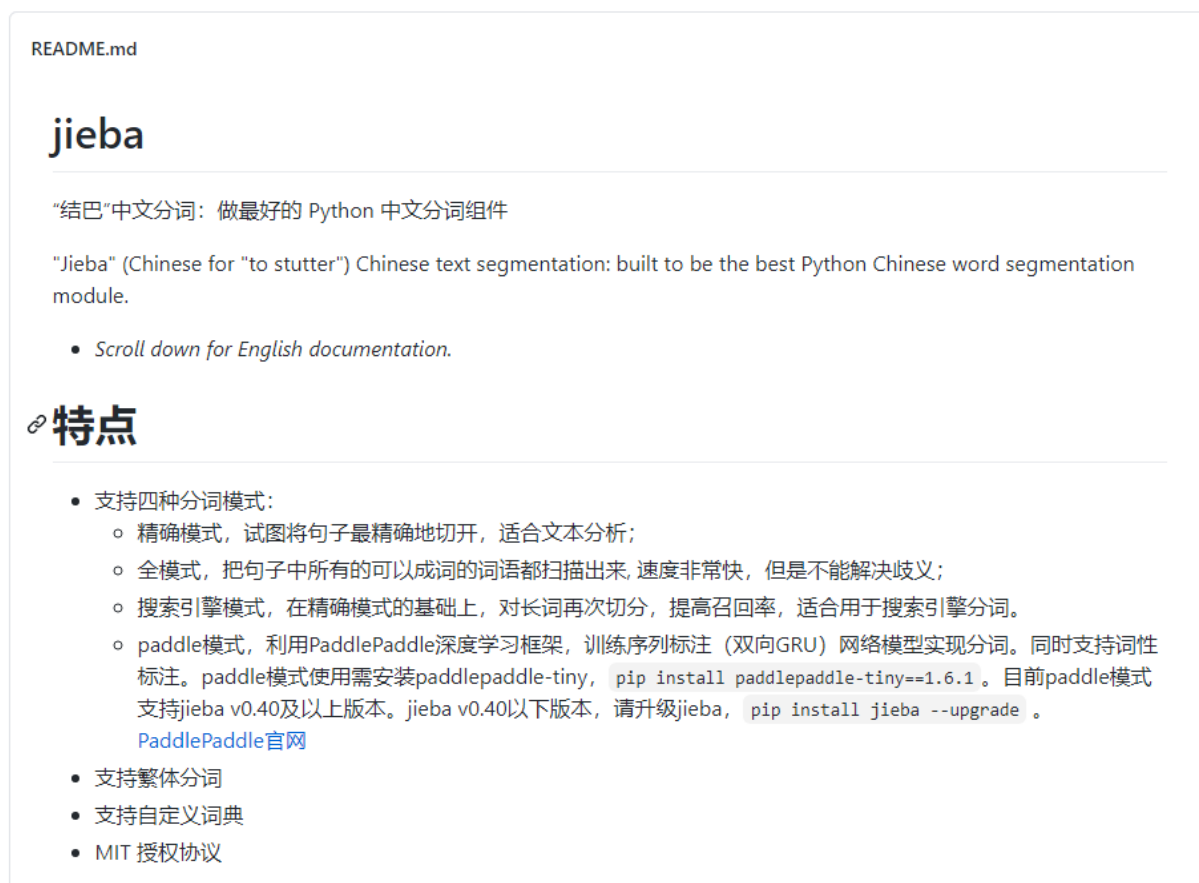 README.md
jieba
“结巴”中文分词：做最好的 Python 中文分词组件
"Jieba" (Chinese for "to stutter") Chinese text segmentation: built to be the best Python Chinese word segmentation
module.
Scroll down for English documentation.
特点
支持四种分词模式：
精确模式，试图将句子最精确地切开，适合文本分析；
全模式，把句子中所有的可以成词的词语都扫描出来, 速度非常快，但是不能解决歧义；
搜索引擎模式，在精确模式的基础上，对长词再次切分，提高召回率，适合用于搜索引擎分词。
paddle模式，利用PaddlePaddle深度学习框架，训练序列标注（双向GRU）网络模型实现分词。同时支持词性
标注。paddle模式使用需安装paddlepaddle-tiny， pip install paddlepaddle-tiny==1.6.1 。目前paddle模式
支持jieba v0.40及以上版本。jieba v0.40以下版本，请升级jieba， pip install jieba --upgrade 。
PaddlePaddle官网
支持繁体分词
支持自定义词典
MIT 授权协议